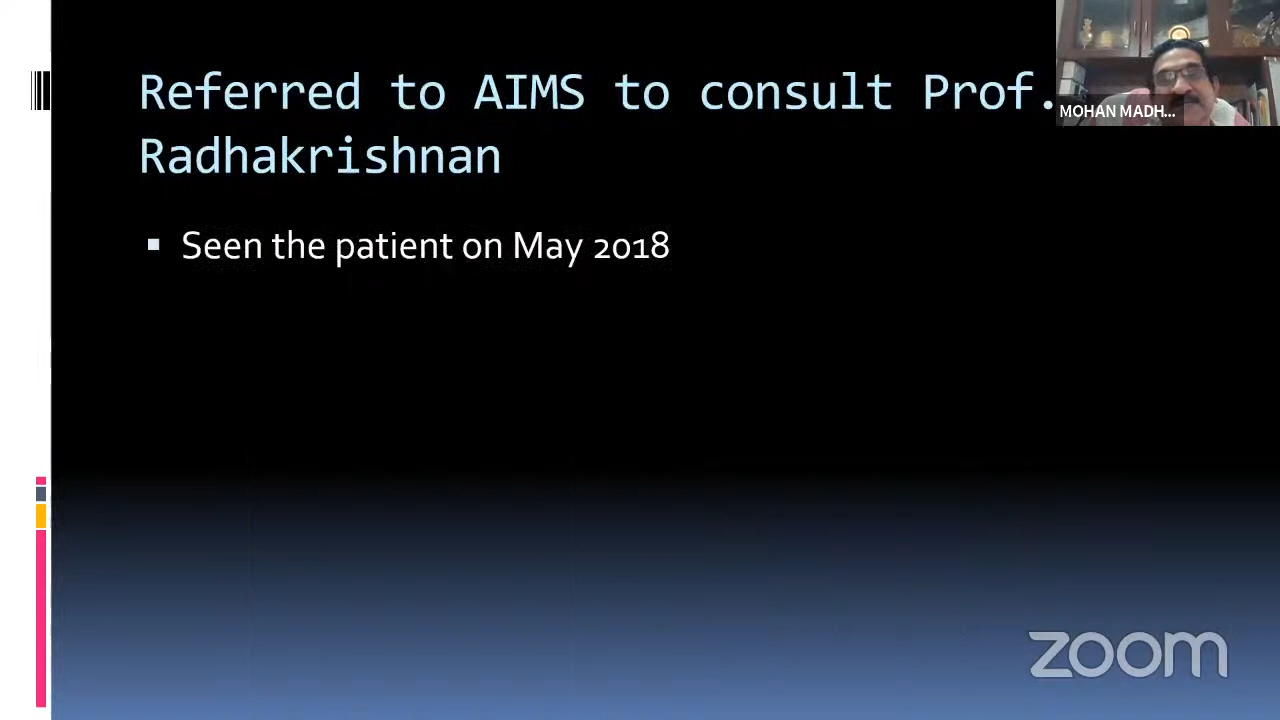 Referred to AIMS to consult Prof.
Radhakrishnan
▪ Seen the patient on May 2018
MOHAN MADH...
zoom